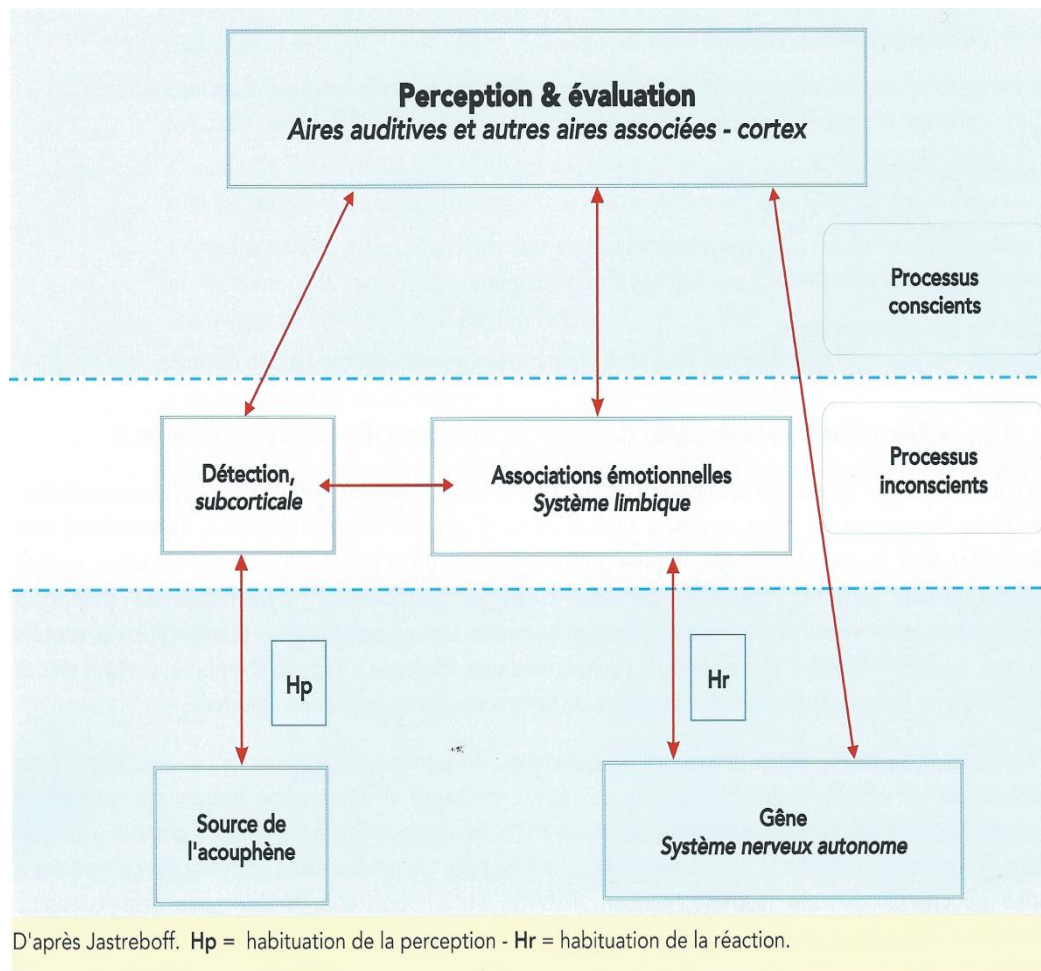 Perception & évaluation
Aires auditives et autres aires associées - cortex
Processus
conscients
Détection,
subcorticale
Associations émotionnelles
Système limbique
Processus
inconscients
Hp
Hr
Source de
l'acouphène
Gêne
Système nerveux autonome
D'après Jastreboff. Hp = habituation de la perception - Hr = habituation de la réaction.